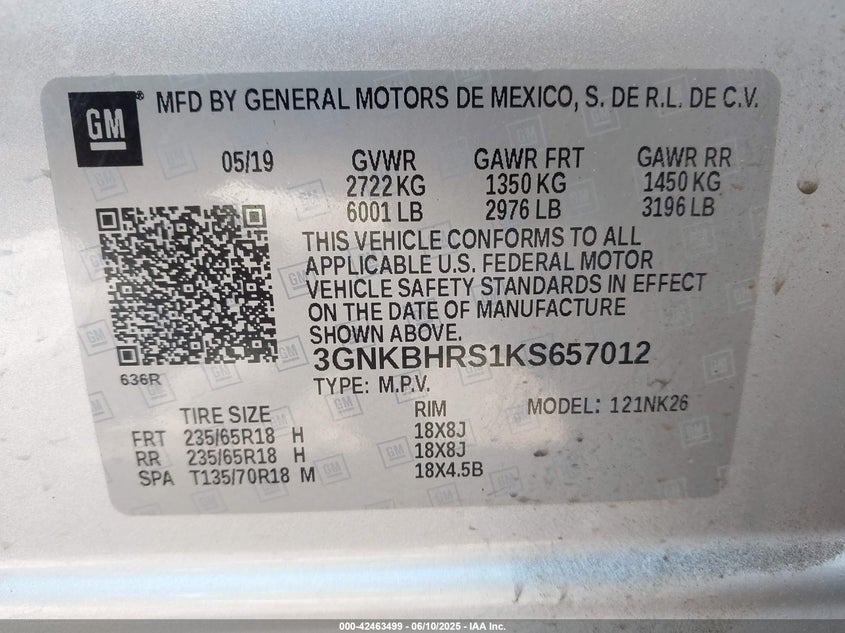 GM ® MFD BY GENERAL MOTORS DE MEXICO, S. DE R.L. DE C.V.
05/19 GVWR GAWR FRT GAWR RR
2722 KG 1350 KG 1450 KG
6001 LB 2976 LB 3196 LB
THIS VEHICLE CONFORMS TO ALL
APPLICABLE U.S. FEDERAL MOTOR
VEHICLE SAFETY STANDARDS IN EFFECT
ON THE DATE OF MANUFACTURE
SHOWN ABOVE.
3GNKBHRS1KS657012
636R TYPE: M.P.V.
TIRE SIZE RIM MODEL: 121NK26
FRT 235/65R18 H 18X8J
RR 235/65R18 H 18X8J
SPA T135/70R18 M 18X4.5B
000-42463499 - 06/10/2025 - IAA Inc.